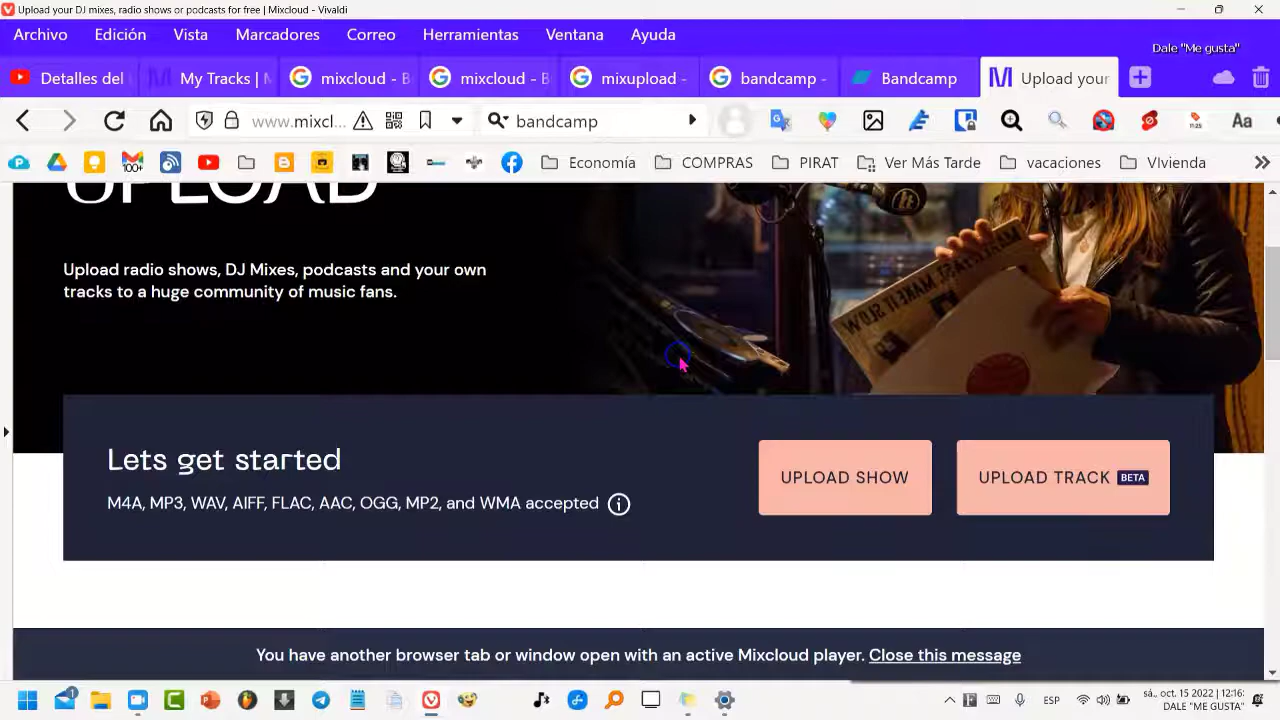 Upload your DJ mixes, radio shows or podcasts for free | Mixcloud - Vivaldi
Archivo Edición Vista Marcadores Correo Herramientas Ventana Ayuda
Dale "Me gusta"
Detalles del My Tracks | M mixcloud - B mixcloud - B mixupload - bandcamp - Bandcamp Upload your
www.mixcl... bandcamp Aa
100+ Economía COMPRAS PIRAT Ver Más Tarde vacaciones VIvienda
UPLOAD
Upload radio shows, DJ Mixes, podcasts and your own
tracks to a huge community of music fans.
Lets get started
M4A, MP3, WAV, AIFF, FLAC, AAC, OGG, MP2, and WMA accepted
UPLOAD SHOW
UPLOAD TRACK BETA
You have another browser tab or window open with an active Mixcloud player. Close this message
ESP
sá., oct. 15 2022 | 12:16:
DALE "ME GUSTA"